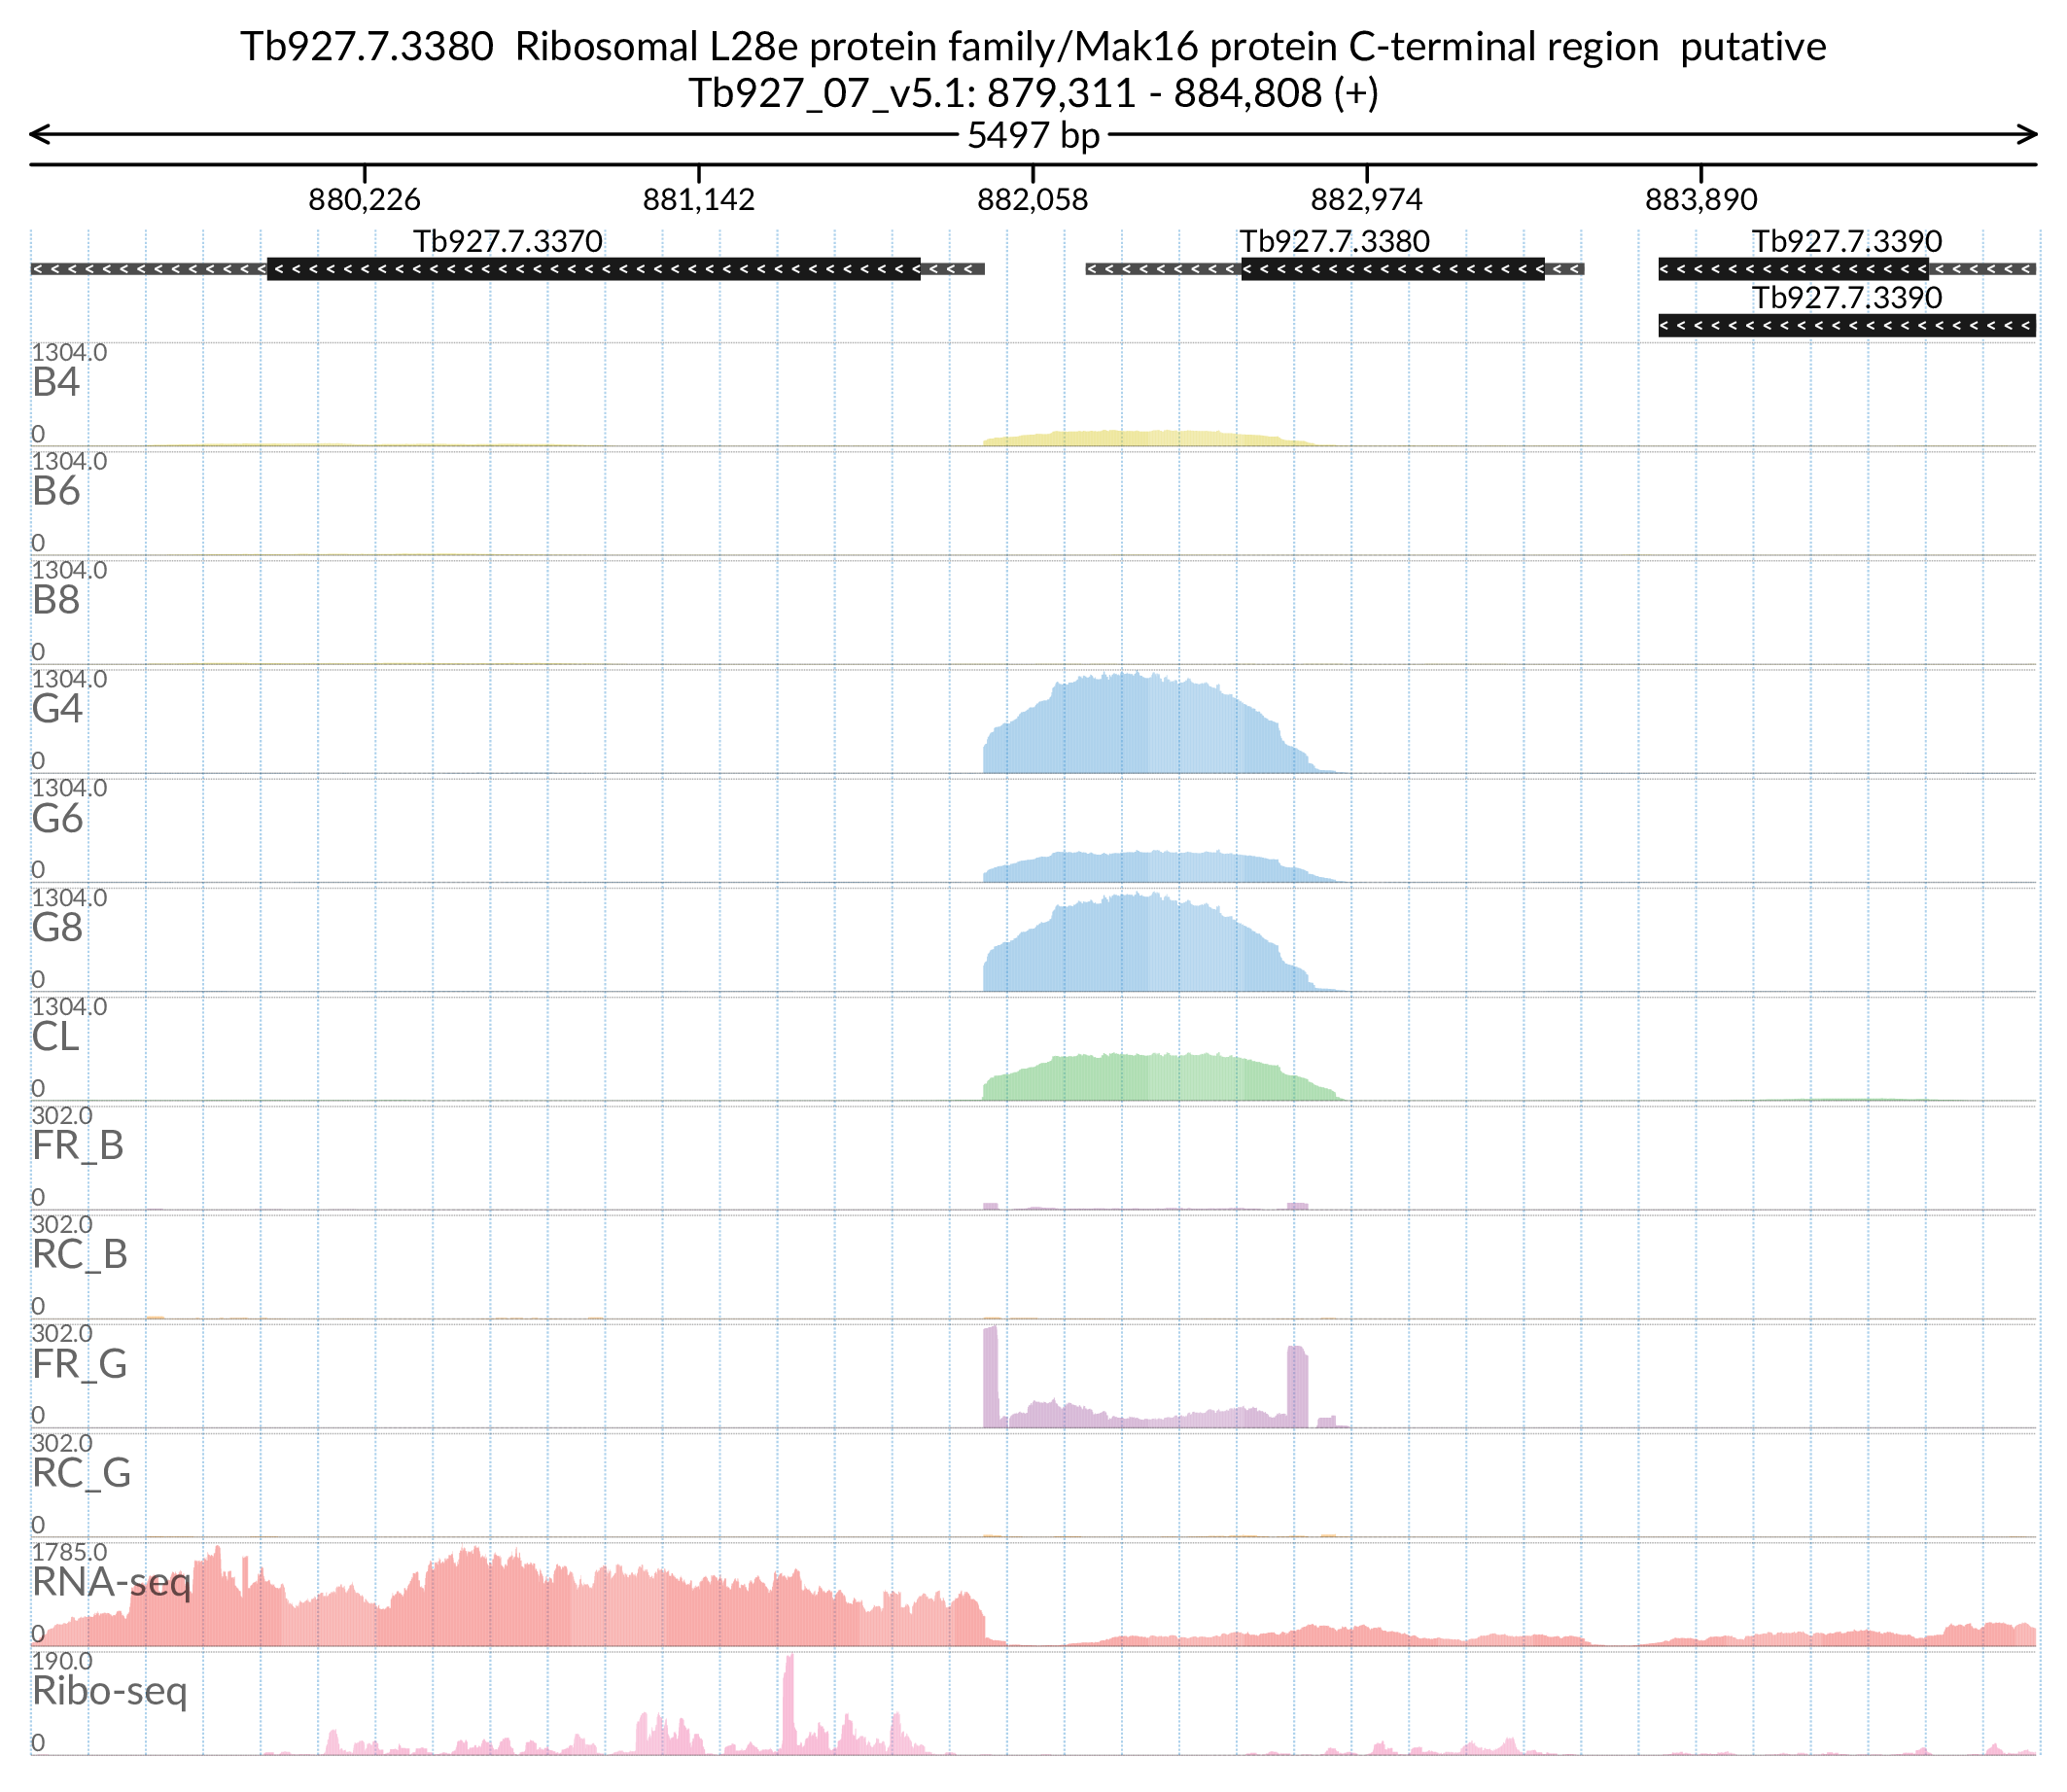 Tb927.7.3380  Ribosomal L28e protein family/Mak16 protein C-terminal region  putative
Tb927_07_v5.1: 879,311 - 884,808 (+)
5497 bp
880,226 881,142 882,058 882,974 883,890
Tb927.7.3370 Tb927.7.3380 Tb927.7.3390
Tb927.7.3390
1304.0
B4
0
1304.0
B6
0
1304.0
B8
0
1304.0
G4
0
1304.0
G6
0
1304.0
G8
0
1304.0
CL
0
302.0
FR_B
0
302.0
RC_B
0
302.0
FR_G
0
302.0
RC_G
0
1785.0
RNA-seq
0
190.0
Ribo-seq
0